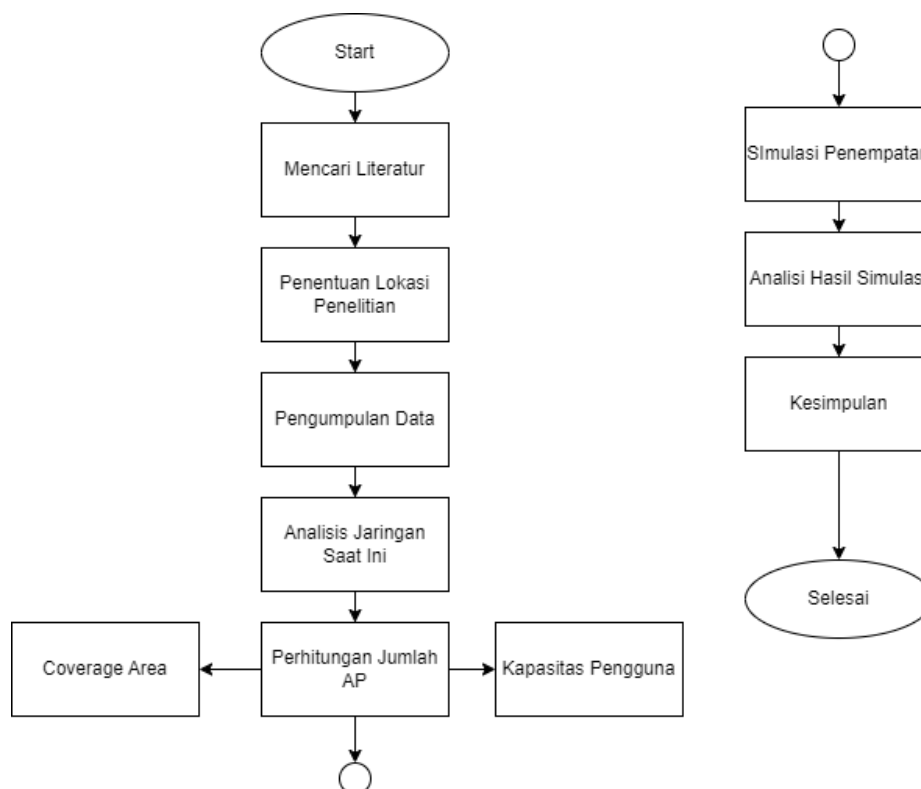 Start
Mencari Literatur
Penentuan Lokasi
Penelitian
Pengumpulan Data
Analisis Jaringan
Saat Ini
Coverage Area
Perhitungan Jumlah
AP
Kapasitas Pengguna
SImulasi Penempatan
Analisi Hasil Simulasi
Kesimpulan
Selesai